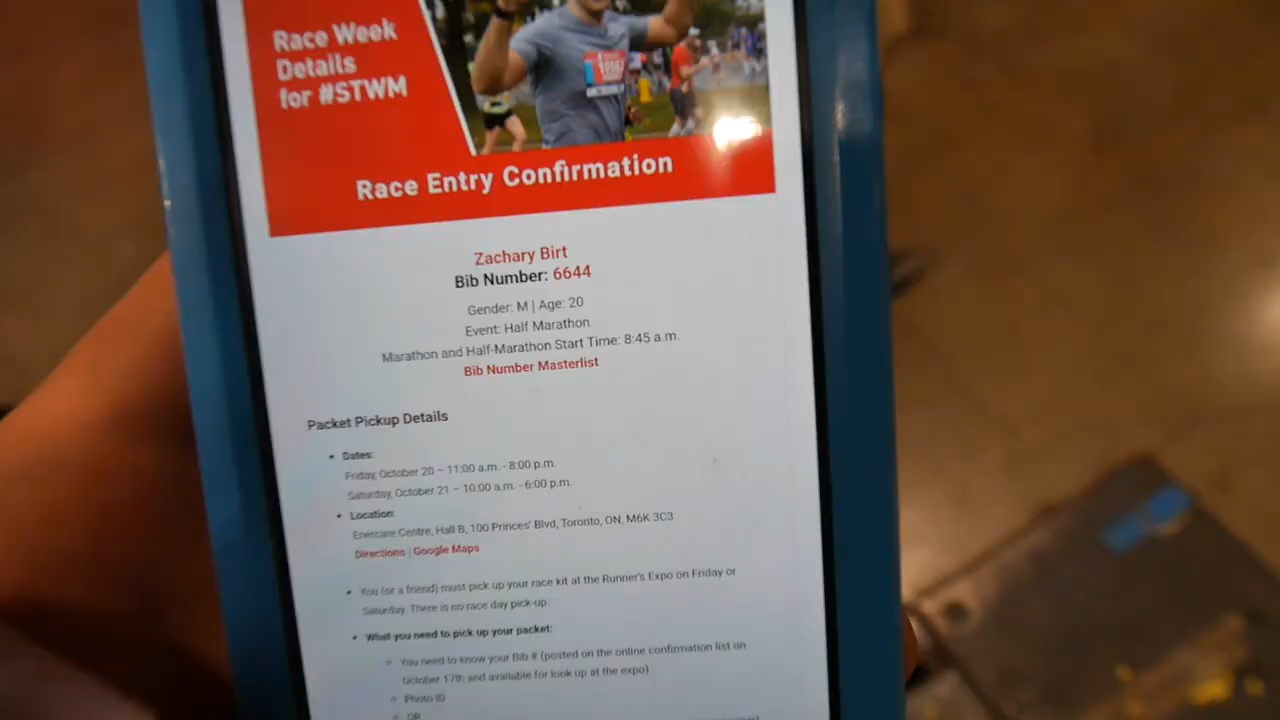 Race Week
Details
for #STWM
Race Entry Confirmation
Zachary Birt
Bib Number: 6644
Gender: M | Age: 20
Event: Half Marathon
Marathon and Half-Marathon Start Time: 8:45 a.m.
Bib Number Masterlist
Packet Pickup Details
• Dates:
Friday, October 20 – 11:00 a.m. - 8:00 p.m.
Saturday, October 21 – 10:00 a.m. - 6:00 p.m.
• Location:
Enercare Centre, Hall B, 100 Princes' Blvd, Toronto, ON, M6K 3C3
Directions | Google Maps
• You (or a friend) must pick up your race kit at the Runner's Expo on Friday or
Saturday. There is no race day pick-up.
• What you need to pick up your packet:
○ You need to know your Bib # (posted on the online confirmation list on
October 17th and available for look up at the expo)
○ Photo ID
○ OR